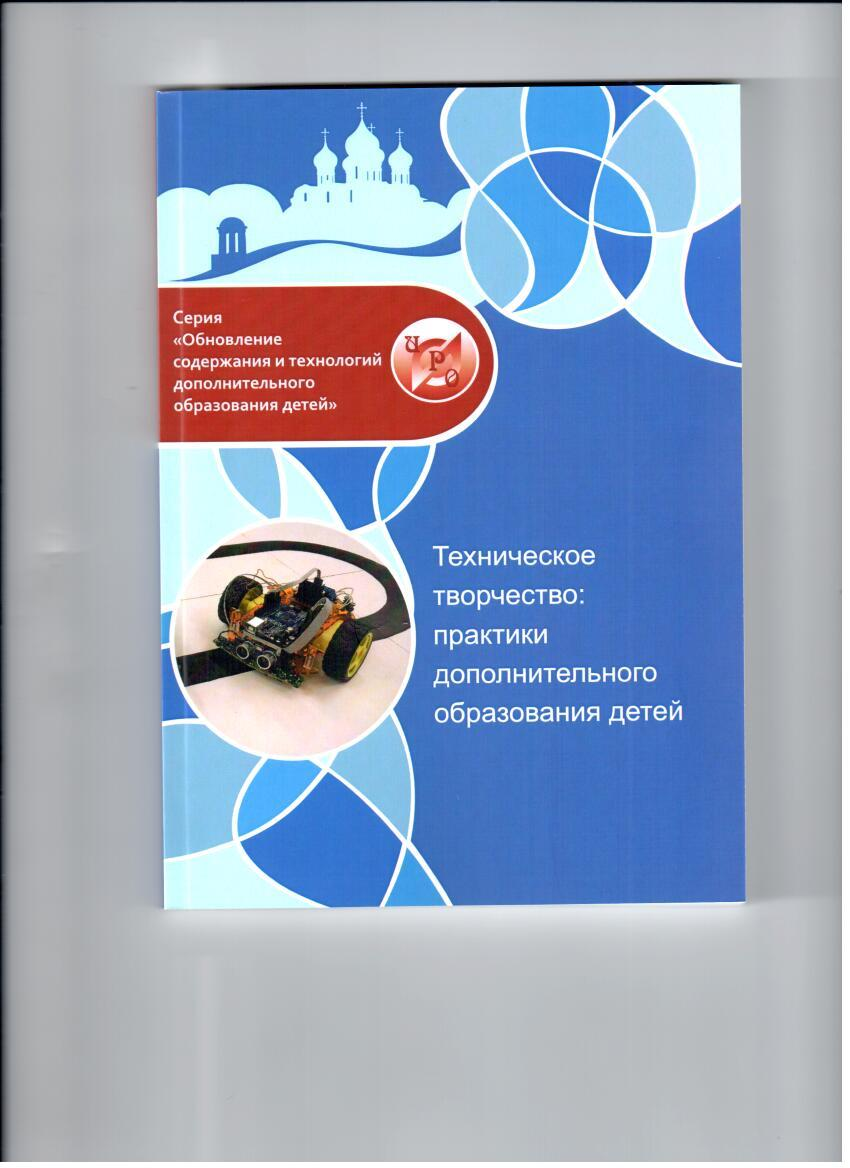 Серия
«Обновление
содержания и технологий
дополнительного
образования детей»
И
Р
О
Техническое
творчество:
практики
дополнительного
образования детей